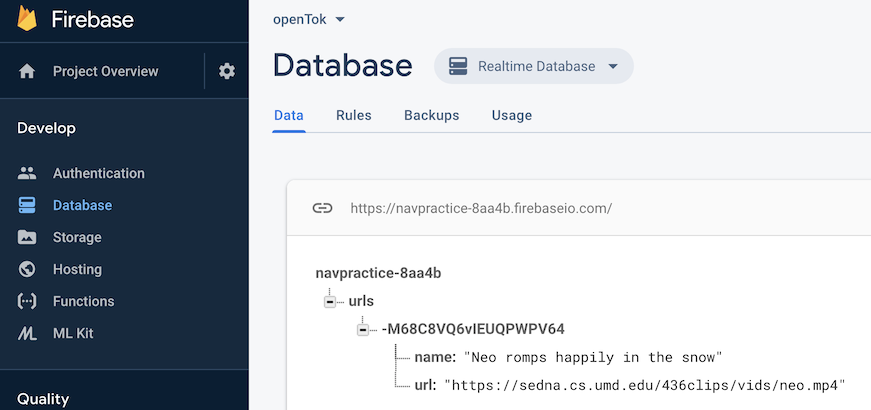 Firebase
Project Overview
Develop
Authentication
Database
Storage
Hosting
Functions
ML Kit
Quality
openTok
Database
Realtime Database
Data Rules Backups Usage
https://navpractice-8aa4b.firebaseio.com/
navpractice-8aa4b
urls
-M68C8VQ6vIEUQPWPV64
name: "Neo romps happily in the snow"
url: "https://sedna.cs.umd.edu/436clips/vids/neo.mp4"